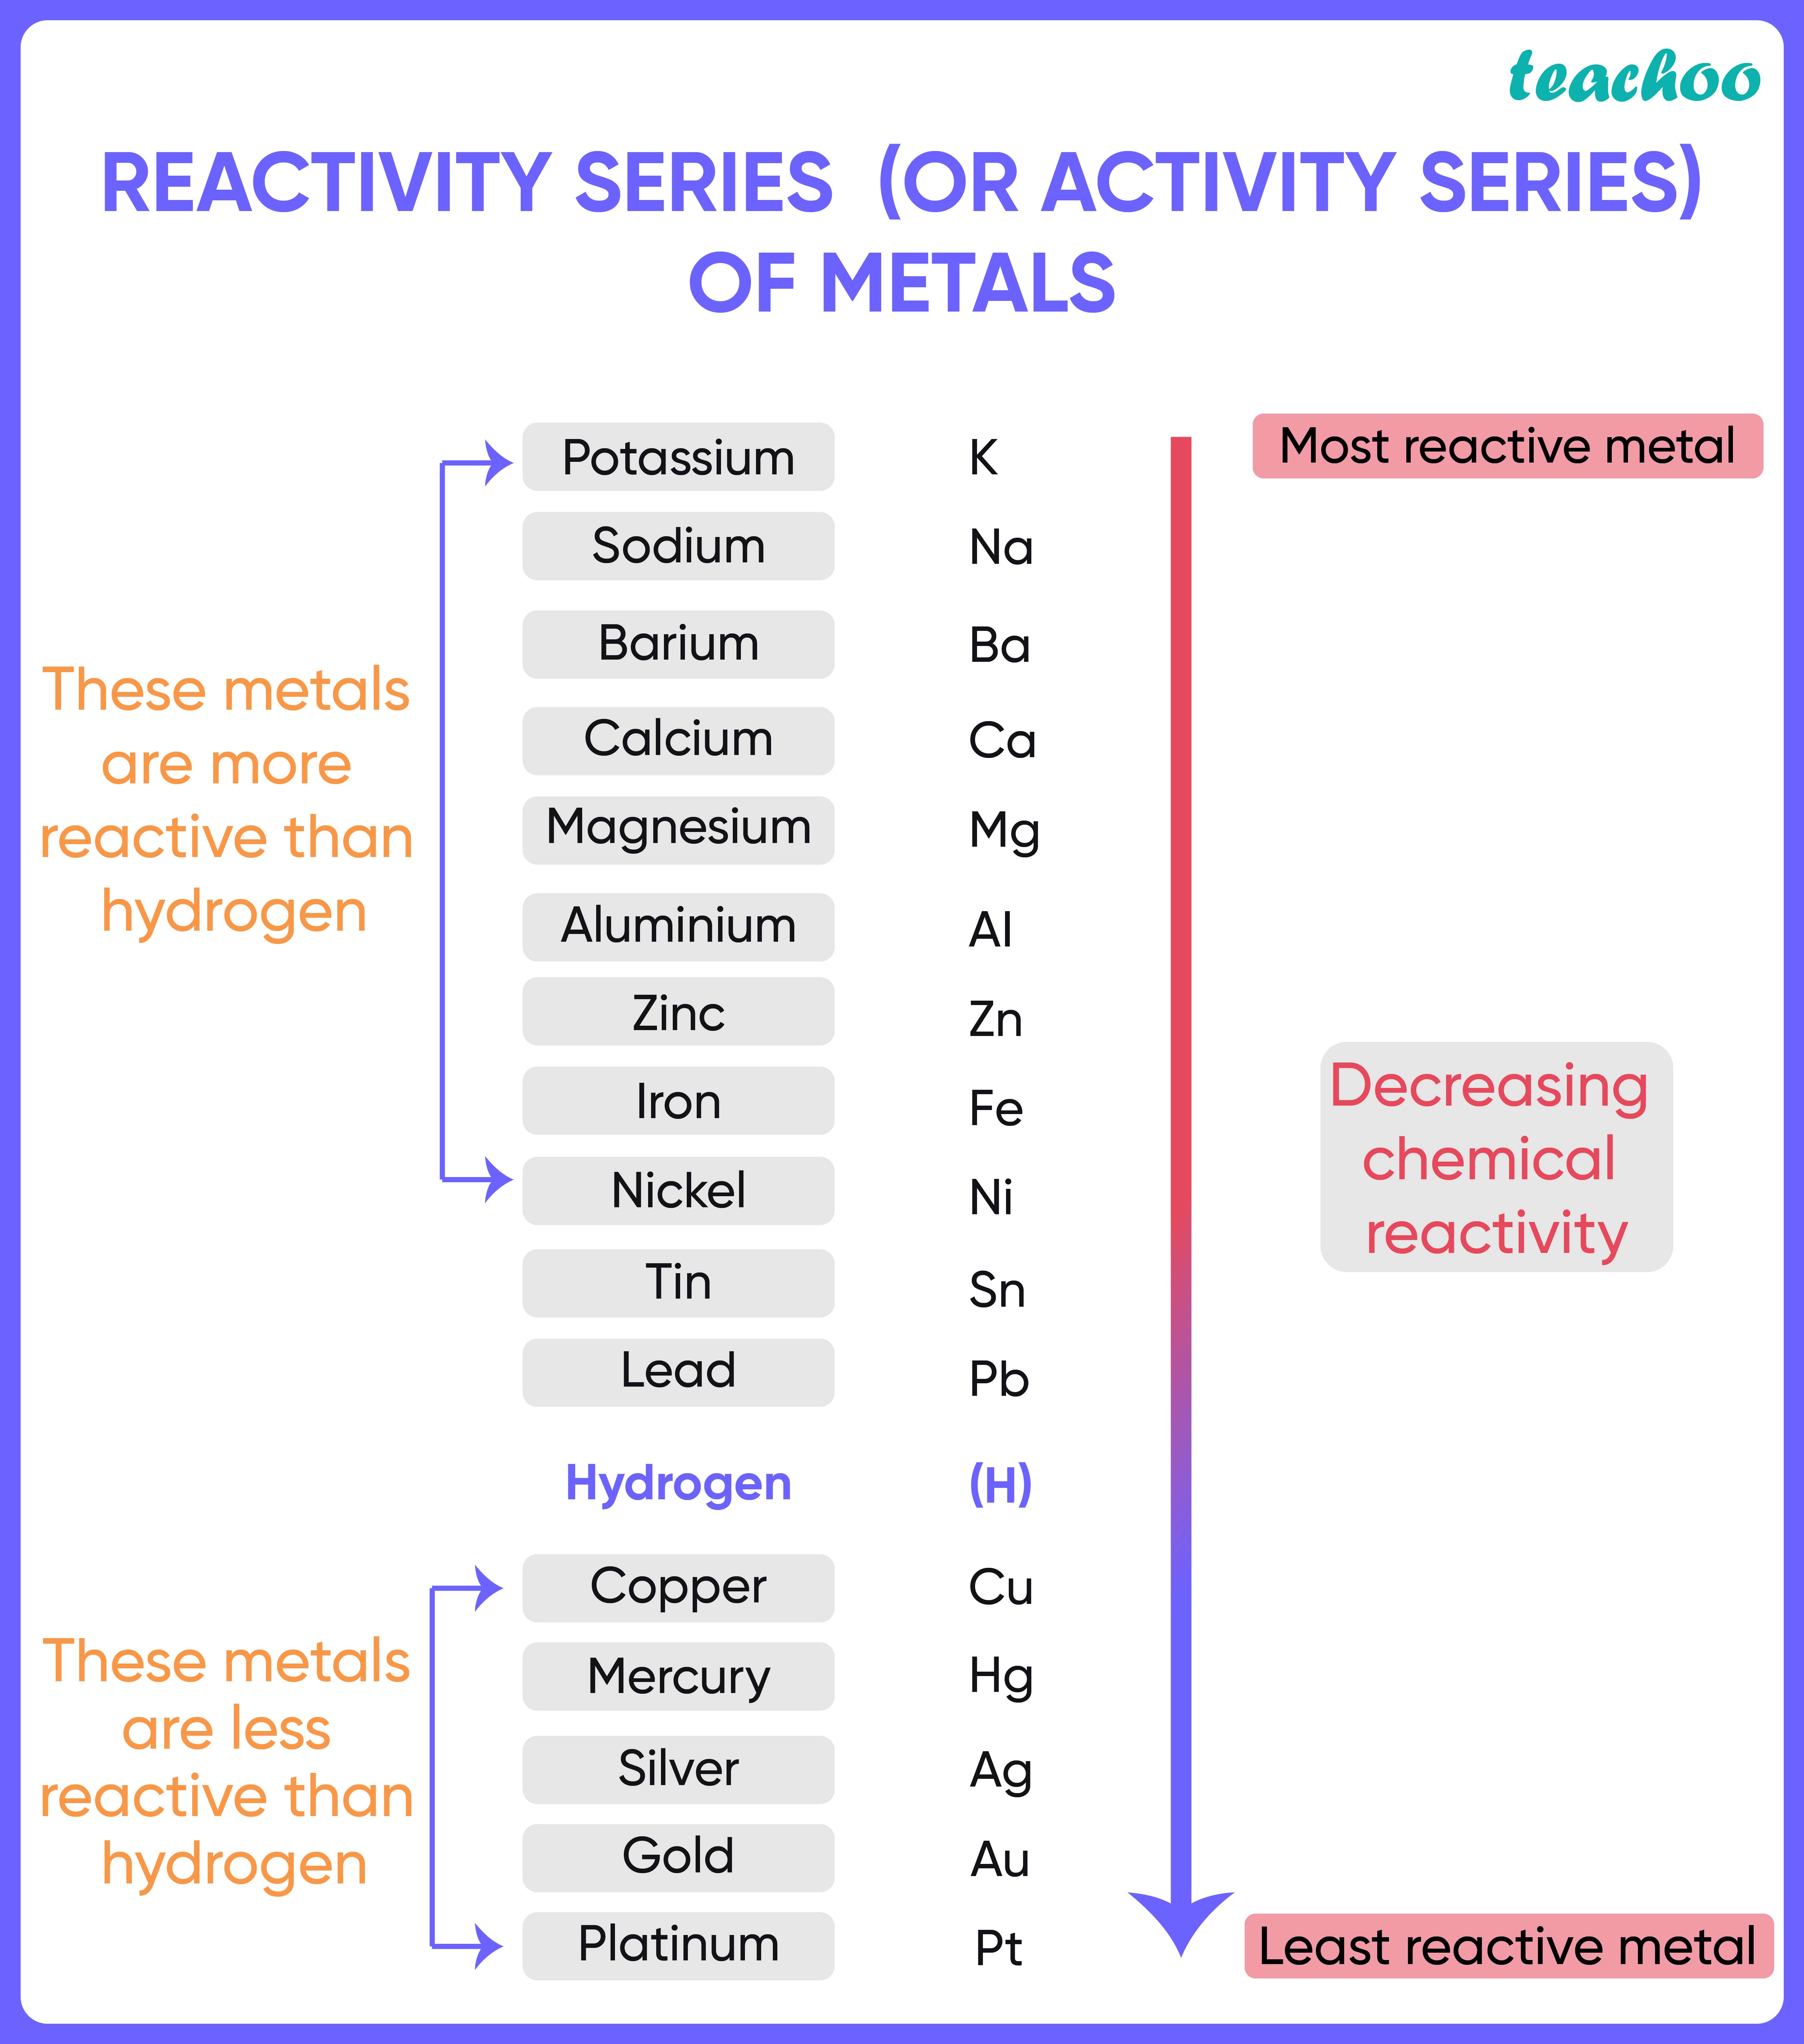 teachoo
REACTIVITY SERIES (OR ACTIVITY SERIES)
OF METALS
Most reactive metal
Potassium K
Sodium Na
Barium Ba
Calcium Ca
Magnesium Mg
Aluminium Al
Zinc Zn
Iron Fe
Nickel Ni
Tin Sn
Lead Pb
Hydrogen (H)
Copper Cu
Mercury Hg
Silver Ag
Gold Au
Platinum Pt
These metals
are more
reactive than
hydrogen
These metals
are less
reactive than
hydrogen
Decreasing
chemical
reactivity
Least reactive metal